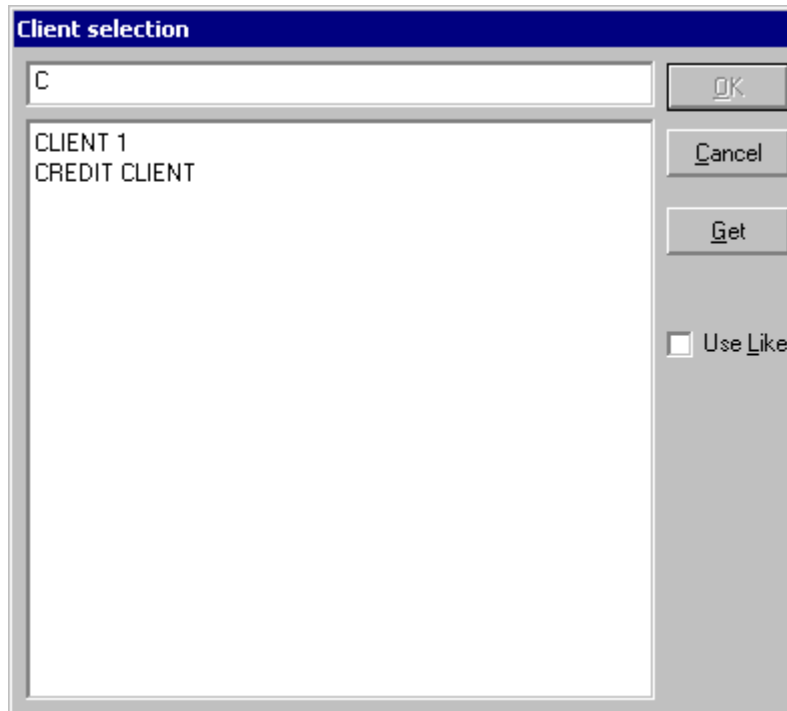 Client selection
C
OK
CLIENT 1
CREDIT CLIENT
Cancel
Get
Use Like